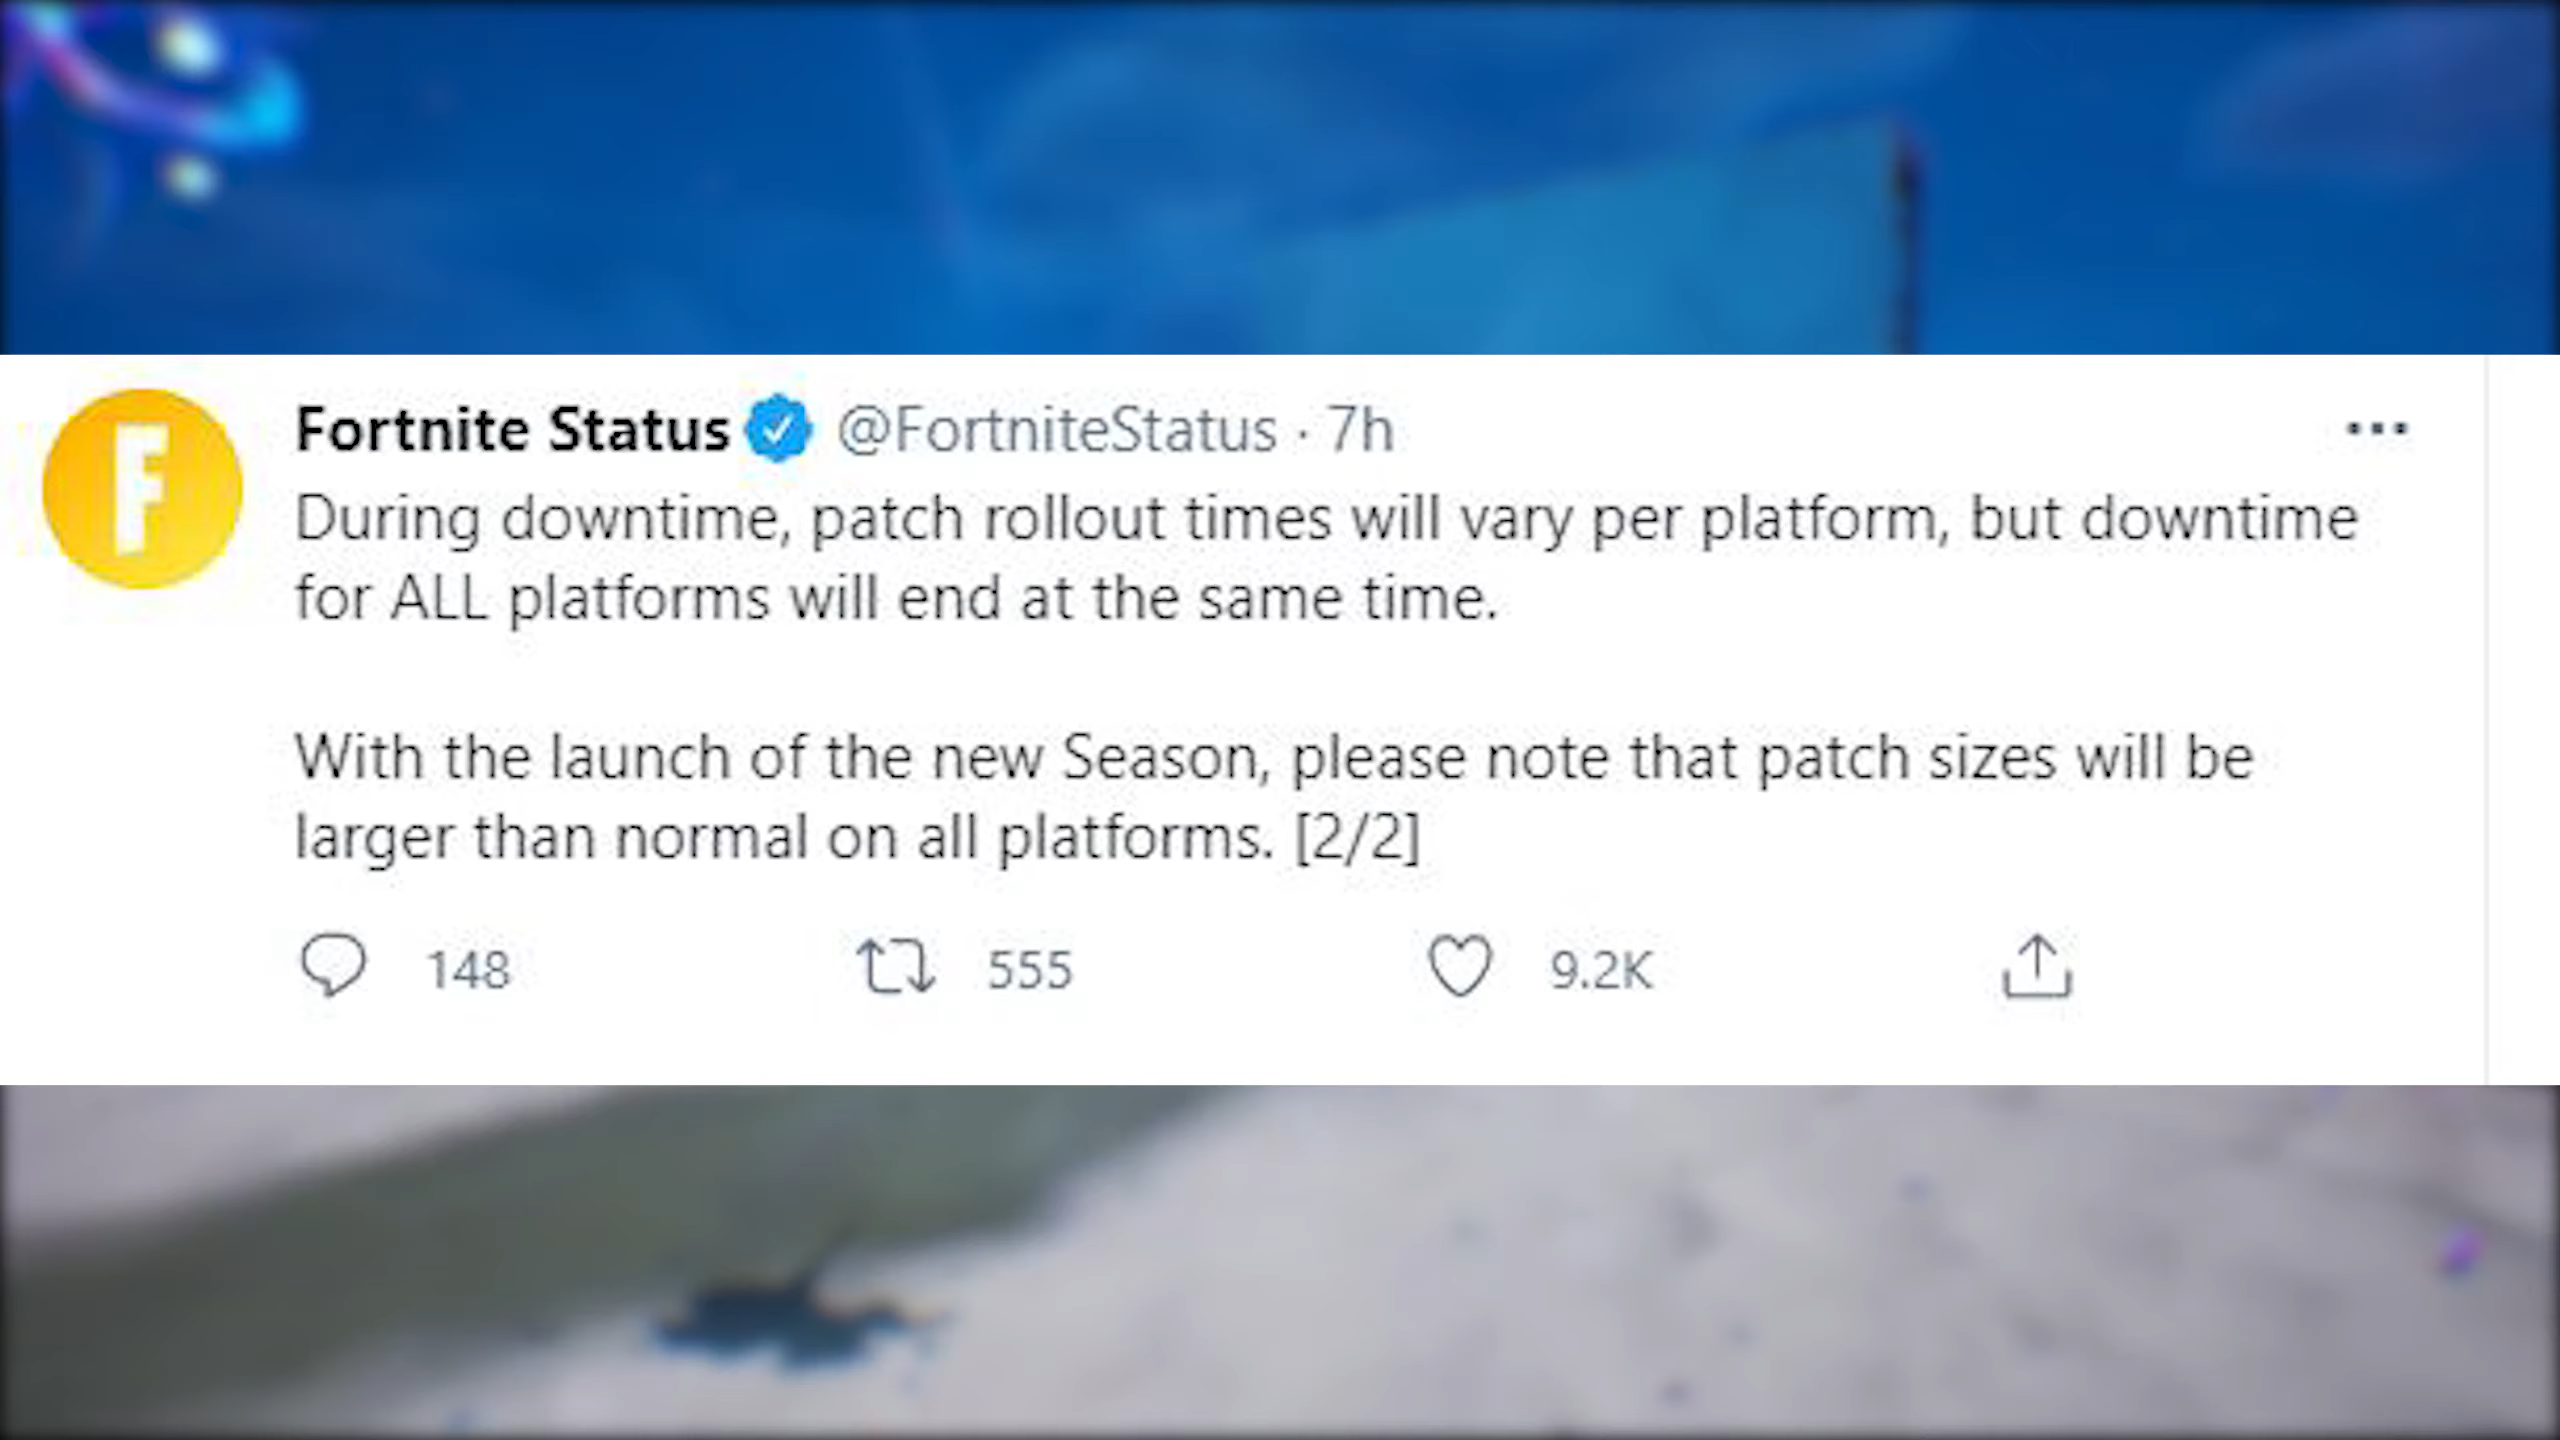 F
Fortnite Status @FortniteStatus · 7h
During downtime, patch rollout times will vary per platform, but downtime
for ALL platforms will end at the same time.
With the launch of the new Season, please note that patch sizes will be
larger than normal on all platforms. [2/2]
148 555 9.2K